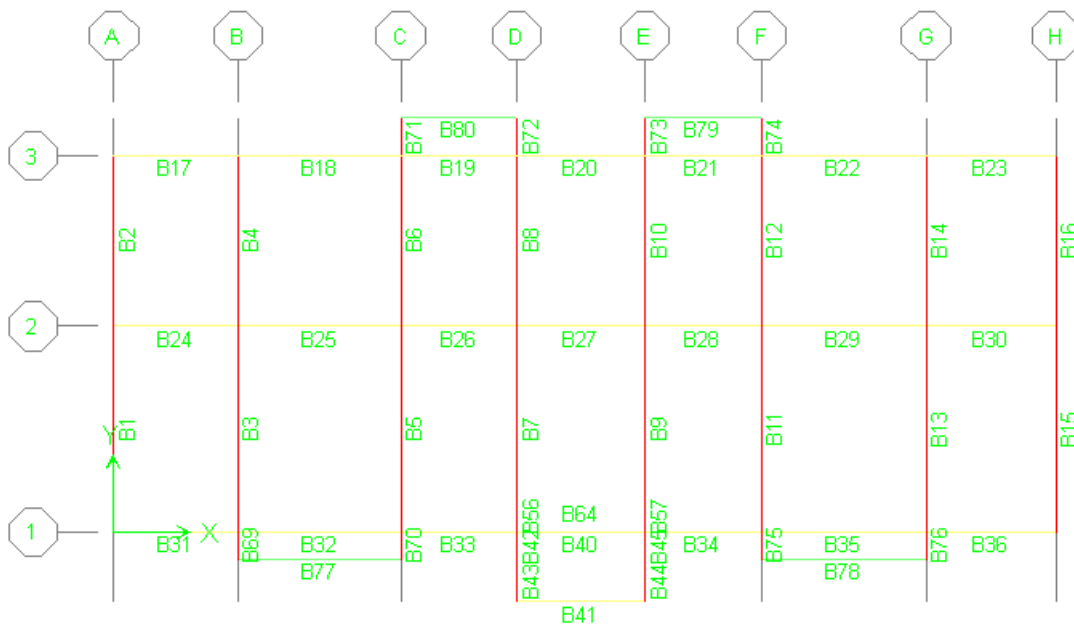 A B C D E F G H
B71 B80 B72 B73 B79 B74
3
B17 B18 B19 B20 B21 B22 B23
B2 B4 B6 B8 B10 B12 B14 B16
2
B24 B25 B26 B27 B28 B29 B30
B1 B3 B5 B7 B9 B11 B13 B15
Y
B56 B64 B57
1 X
B31 B69 B32 B70 B33 B42 B40 B45 B34 B75 B35 B76 B36
B77 B43 B44 B78
B41